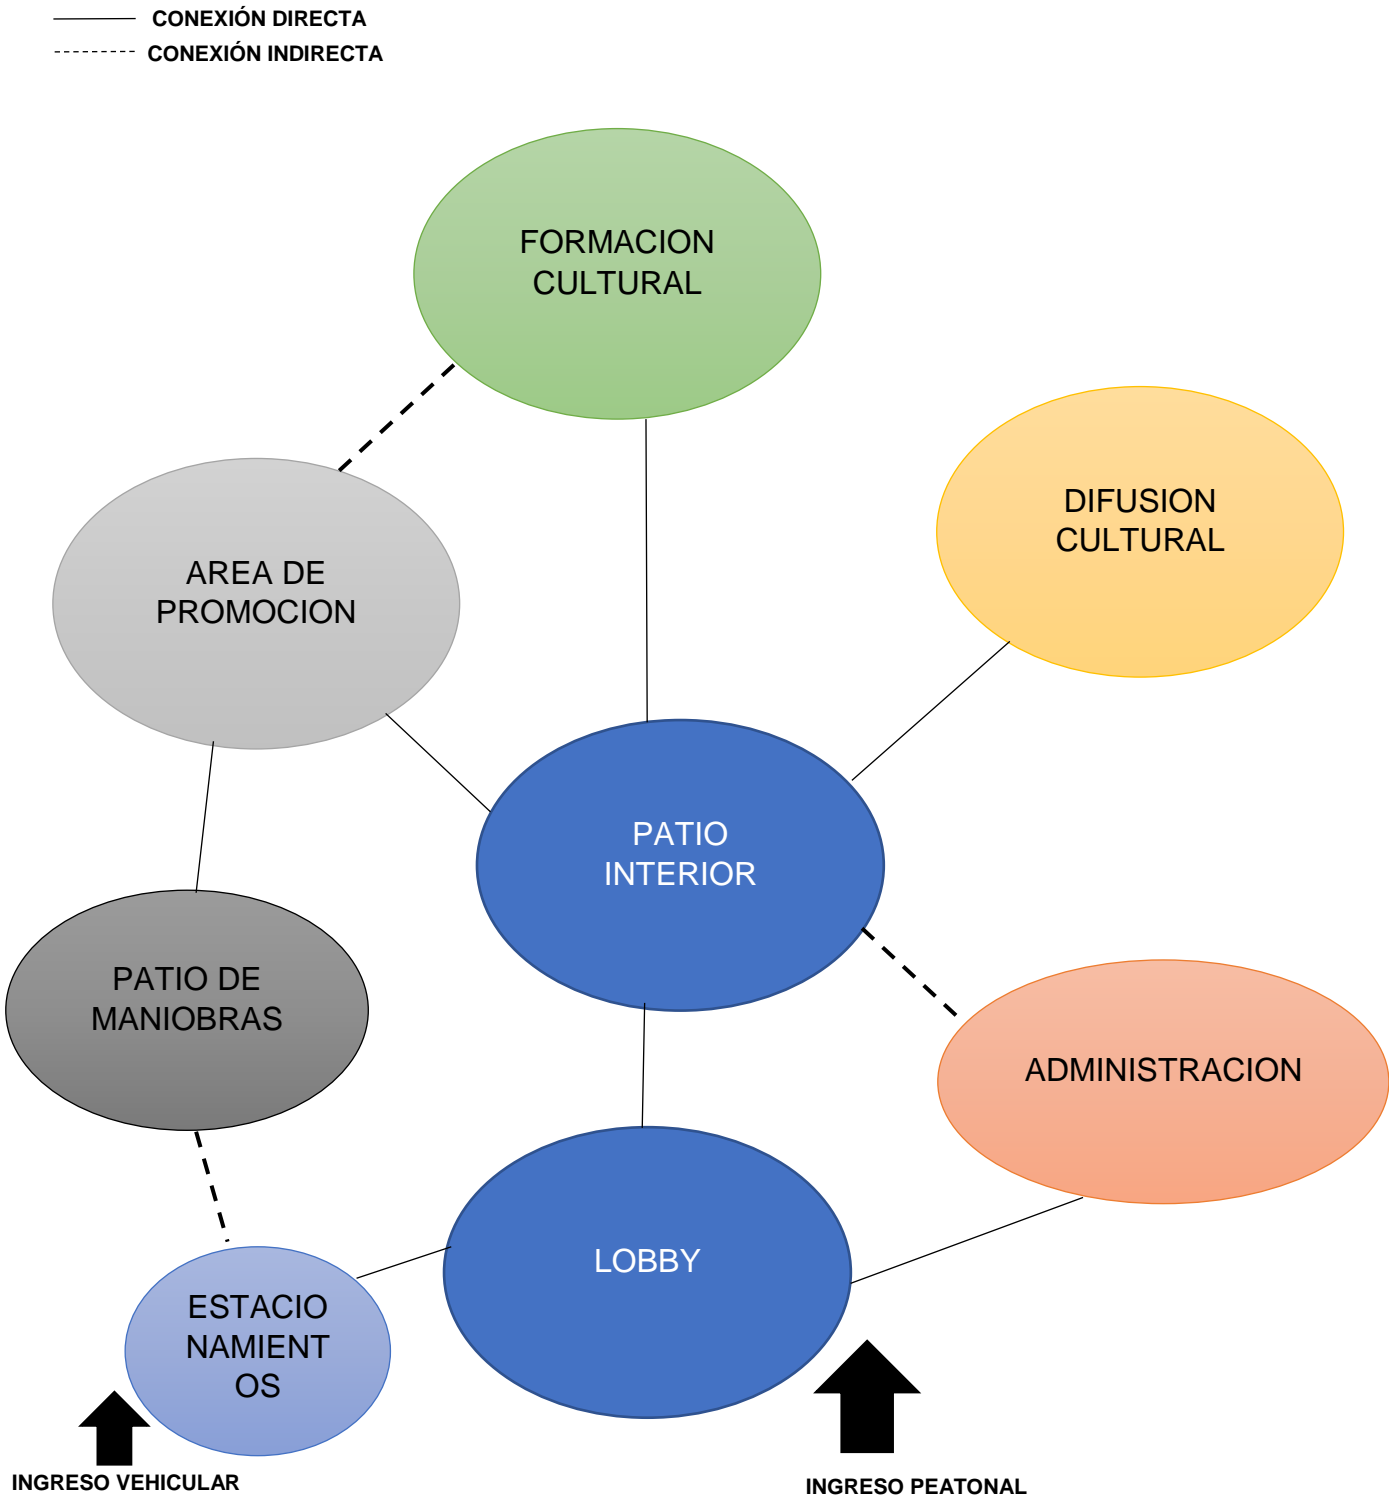 CONEXIÓN DIRECTA
CONEXIÓN INDIRECTA
FORMACION
CULTURAL
DIFUSION
CULTURAL
AREA DE
PROMOCION
PATIO
INTERIOR
PATIO DE
MANIOBRAS
ADMINISTRACION
LOBBY
ESTACIO
NAMIENT
OS
INGRESO VEHICULAR
INGRESO PEATONAL